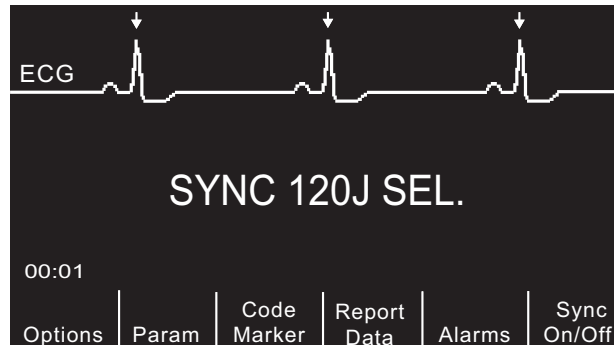 ECG
SYNC 120J SEL.
00:01
Options
Param
Code
Marker
Report
Data
Alarms
Sync
On/Off